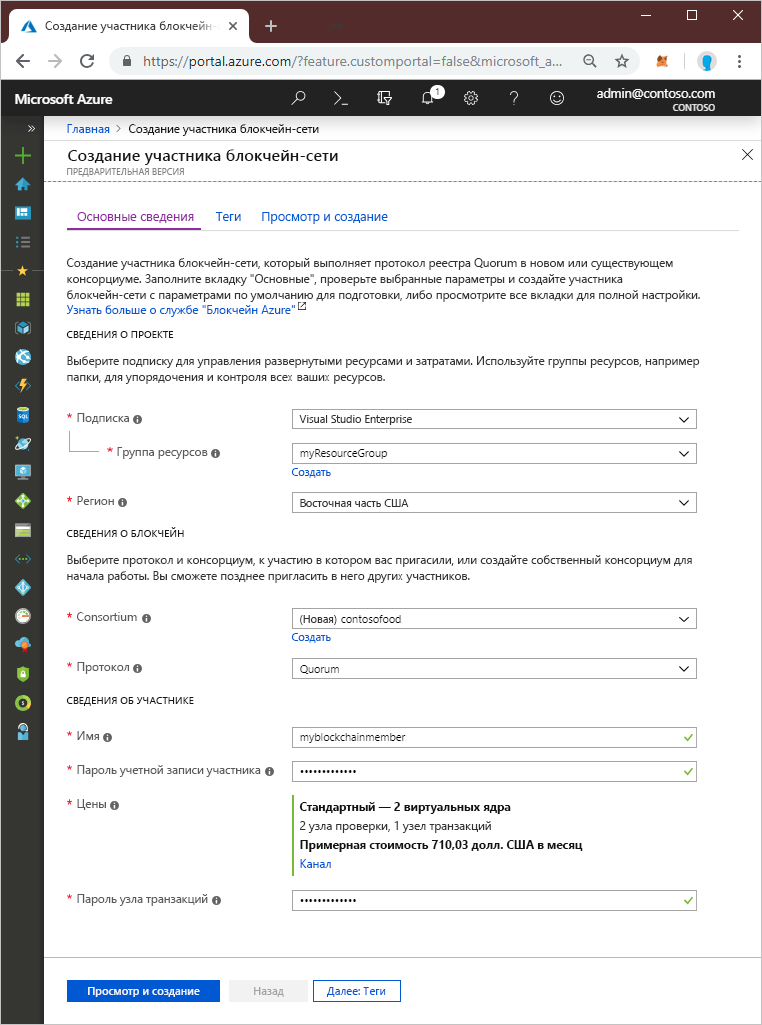 Создание участника блокчейн-
https://portal.azure.com/?feature.customportal=false&microsoft_a...
Microsoft Azure
1
admin@contoso.com
CONTOSO
Главная > Создание участника блокчейн-сети
Создание участника блокчейн-сети
ПРЕДВАРИТЕЛЬНАЯ ВЕРСИЯ
Основные сведения Теги Просмотр и создание
Создание участника блокчейн-сети, который выполняет протокол реестра Quorum в новом или существующем
консорциуме. Заполните вкладку "Основные", проверьте выбранные параметры и создайте участника
блокчейн-сети с параметрами по умолчанию для подготовки, либо просмотрите все вкладки для полной настройки.
Узнать больше о службе "Блокчейн Azure"
СВЕДЕНИЯ О ПРОЕКТЕ
Выберите подписку для управления развернутыми ресурсами и затратами. Используйте группы ресурсов, например
папки, для упорядочения и контроля всех ваших ресурсов.
* Подписка Visual Studio Enterprise
* Группа ресурсов myResourceGroup
Создать
* Регион Восточная часть США
СВЕДЕНИЯ О БЛОКЧЕЙН
Выберите протокол и консорциум, к участию в котором вас пригасили, или создайте собственный консорциум для
начала работы. Вы сможете позднее пригласить в него других участников.
* Consortium (Новая) contosofood
Создать
* Протокол Quorum
СВЕДЕНИЯ ОБ УЧАСТНИКЕ
* Имя myblockchainmember
* Пароль учетной записи участника •••••••••••••
* Цены Стандартный — 2 виртуальных ядра
2 узла проверки, 1 узел транзакций
Примерная стоимость 710,03 долл. США в месяц
Канал
* Пароль узла транзакций •••••••••••••
Просмотр и создание Назад Далее: Теги